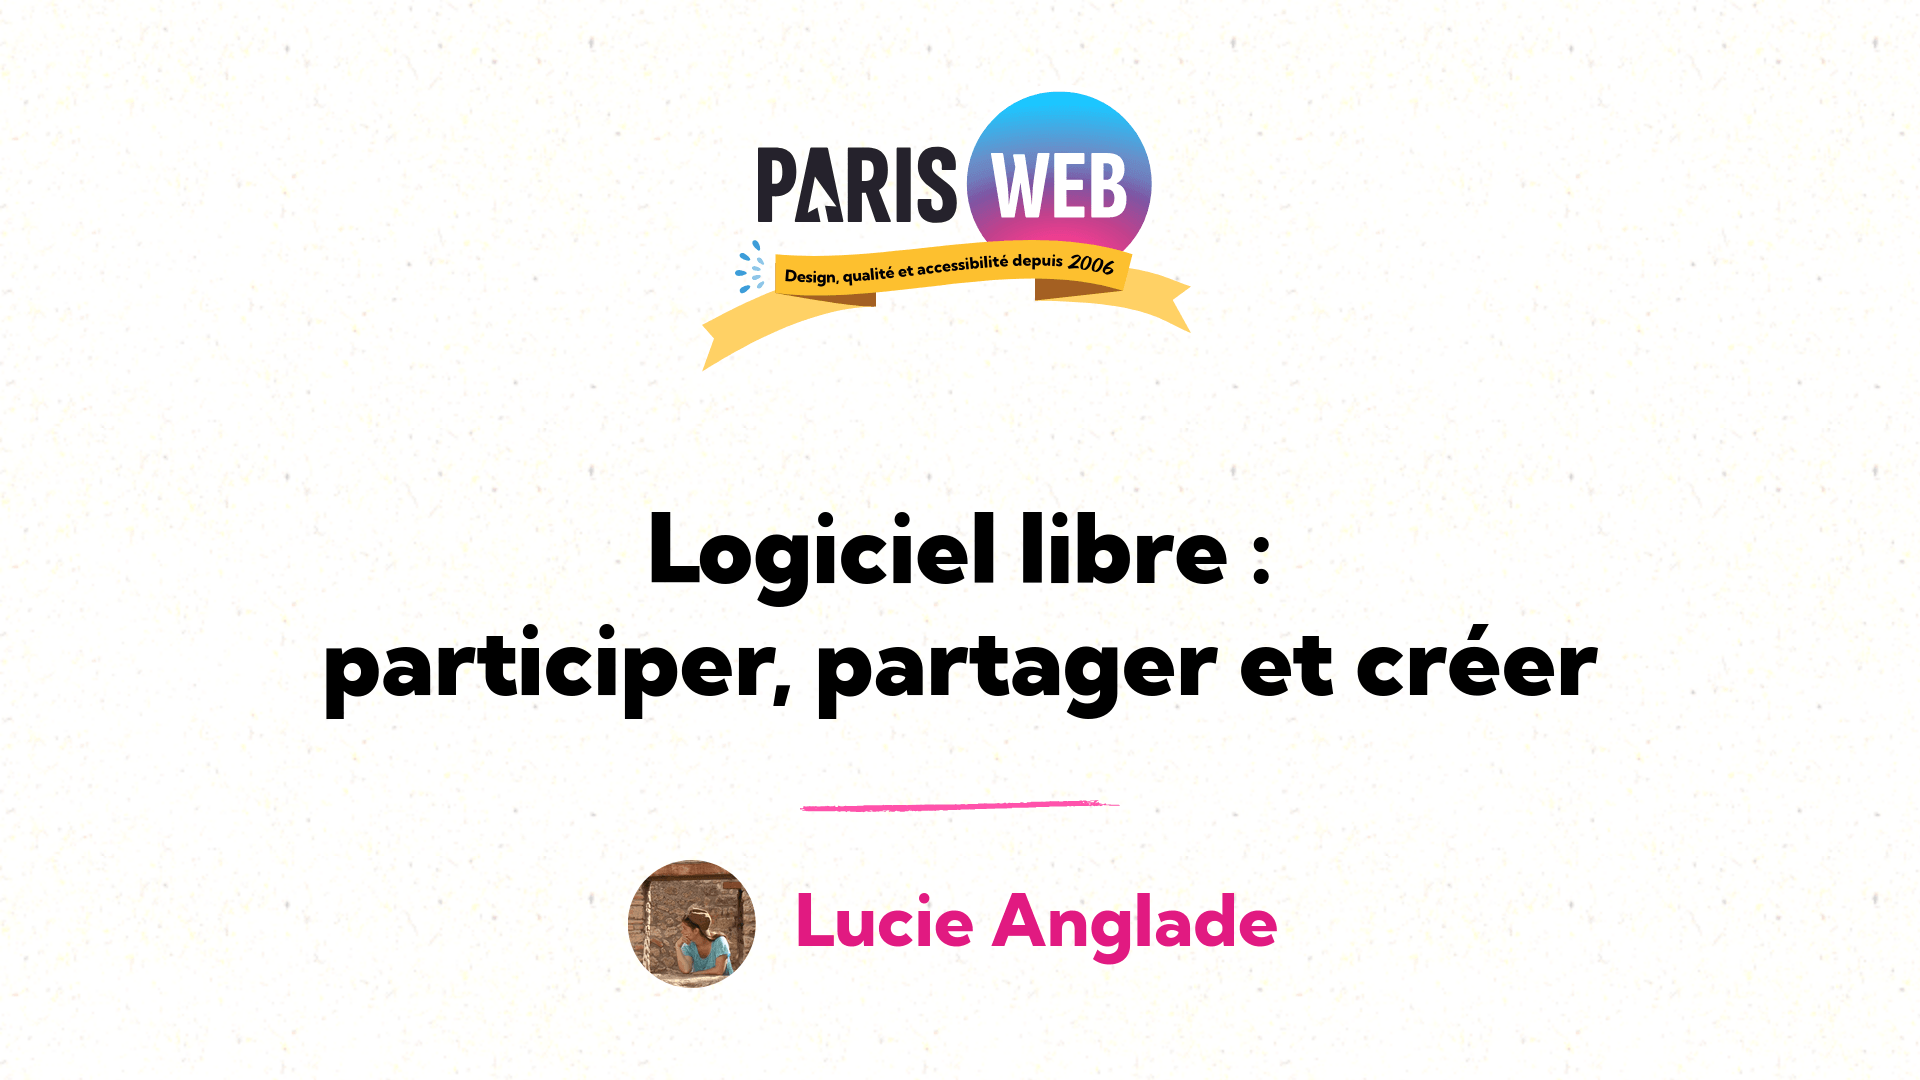 PARIS WEB
Design, qualité et accessibilité depuis 2006
Logiciel libre :
participer, partager et créer
Lucie Anglade